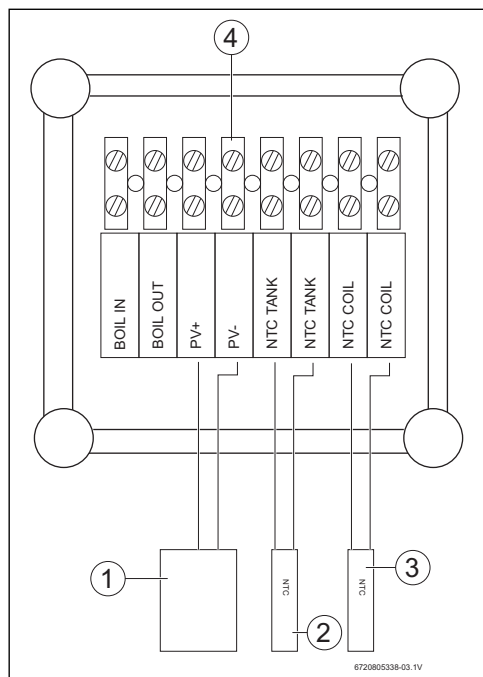 4
BOIL IN
BOIL OUT
PV+
PV-
NTC TANK
NTC TANK
NTC COIL
NTC COIL
1
NTC
2
NTC
3
6720805338-03.1V